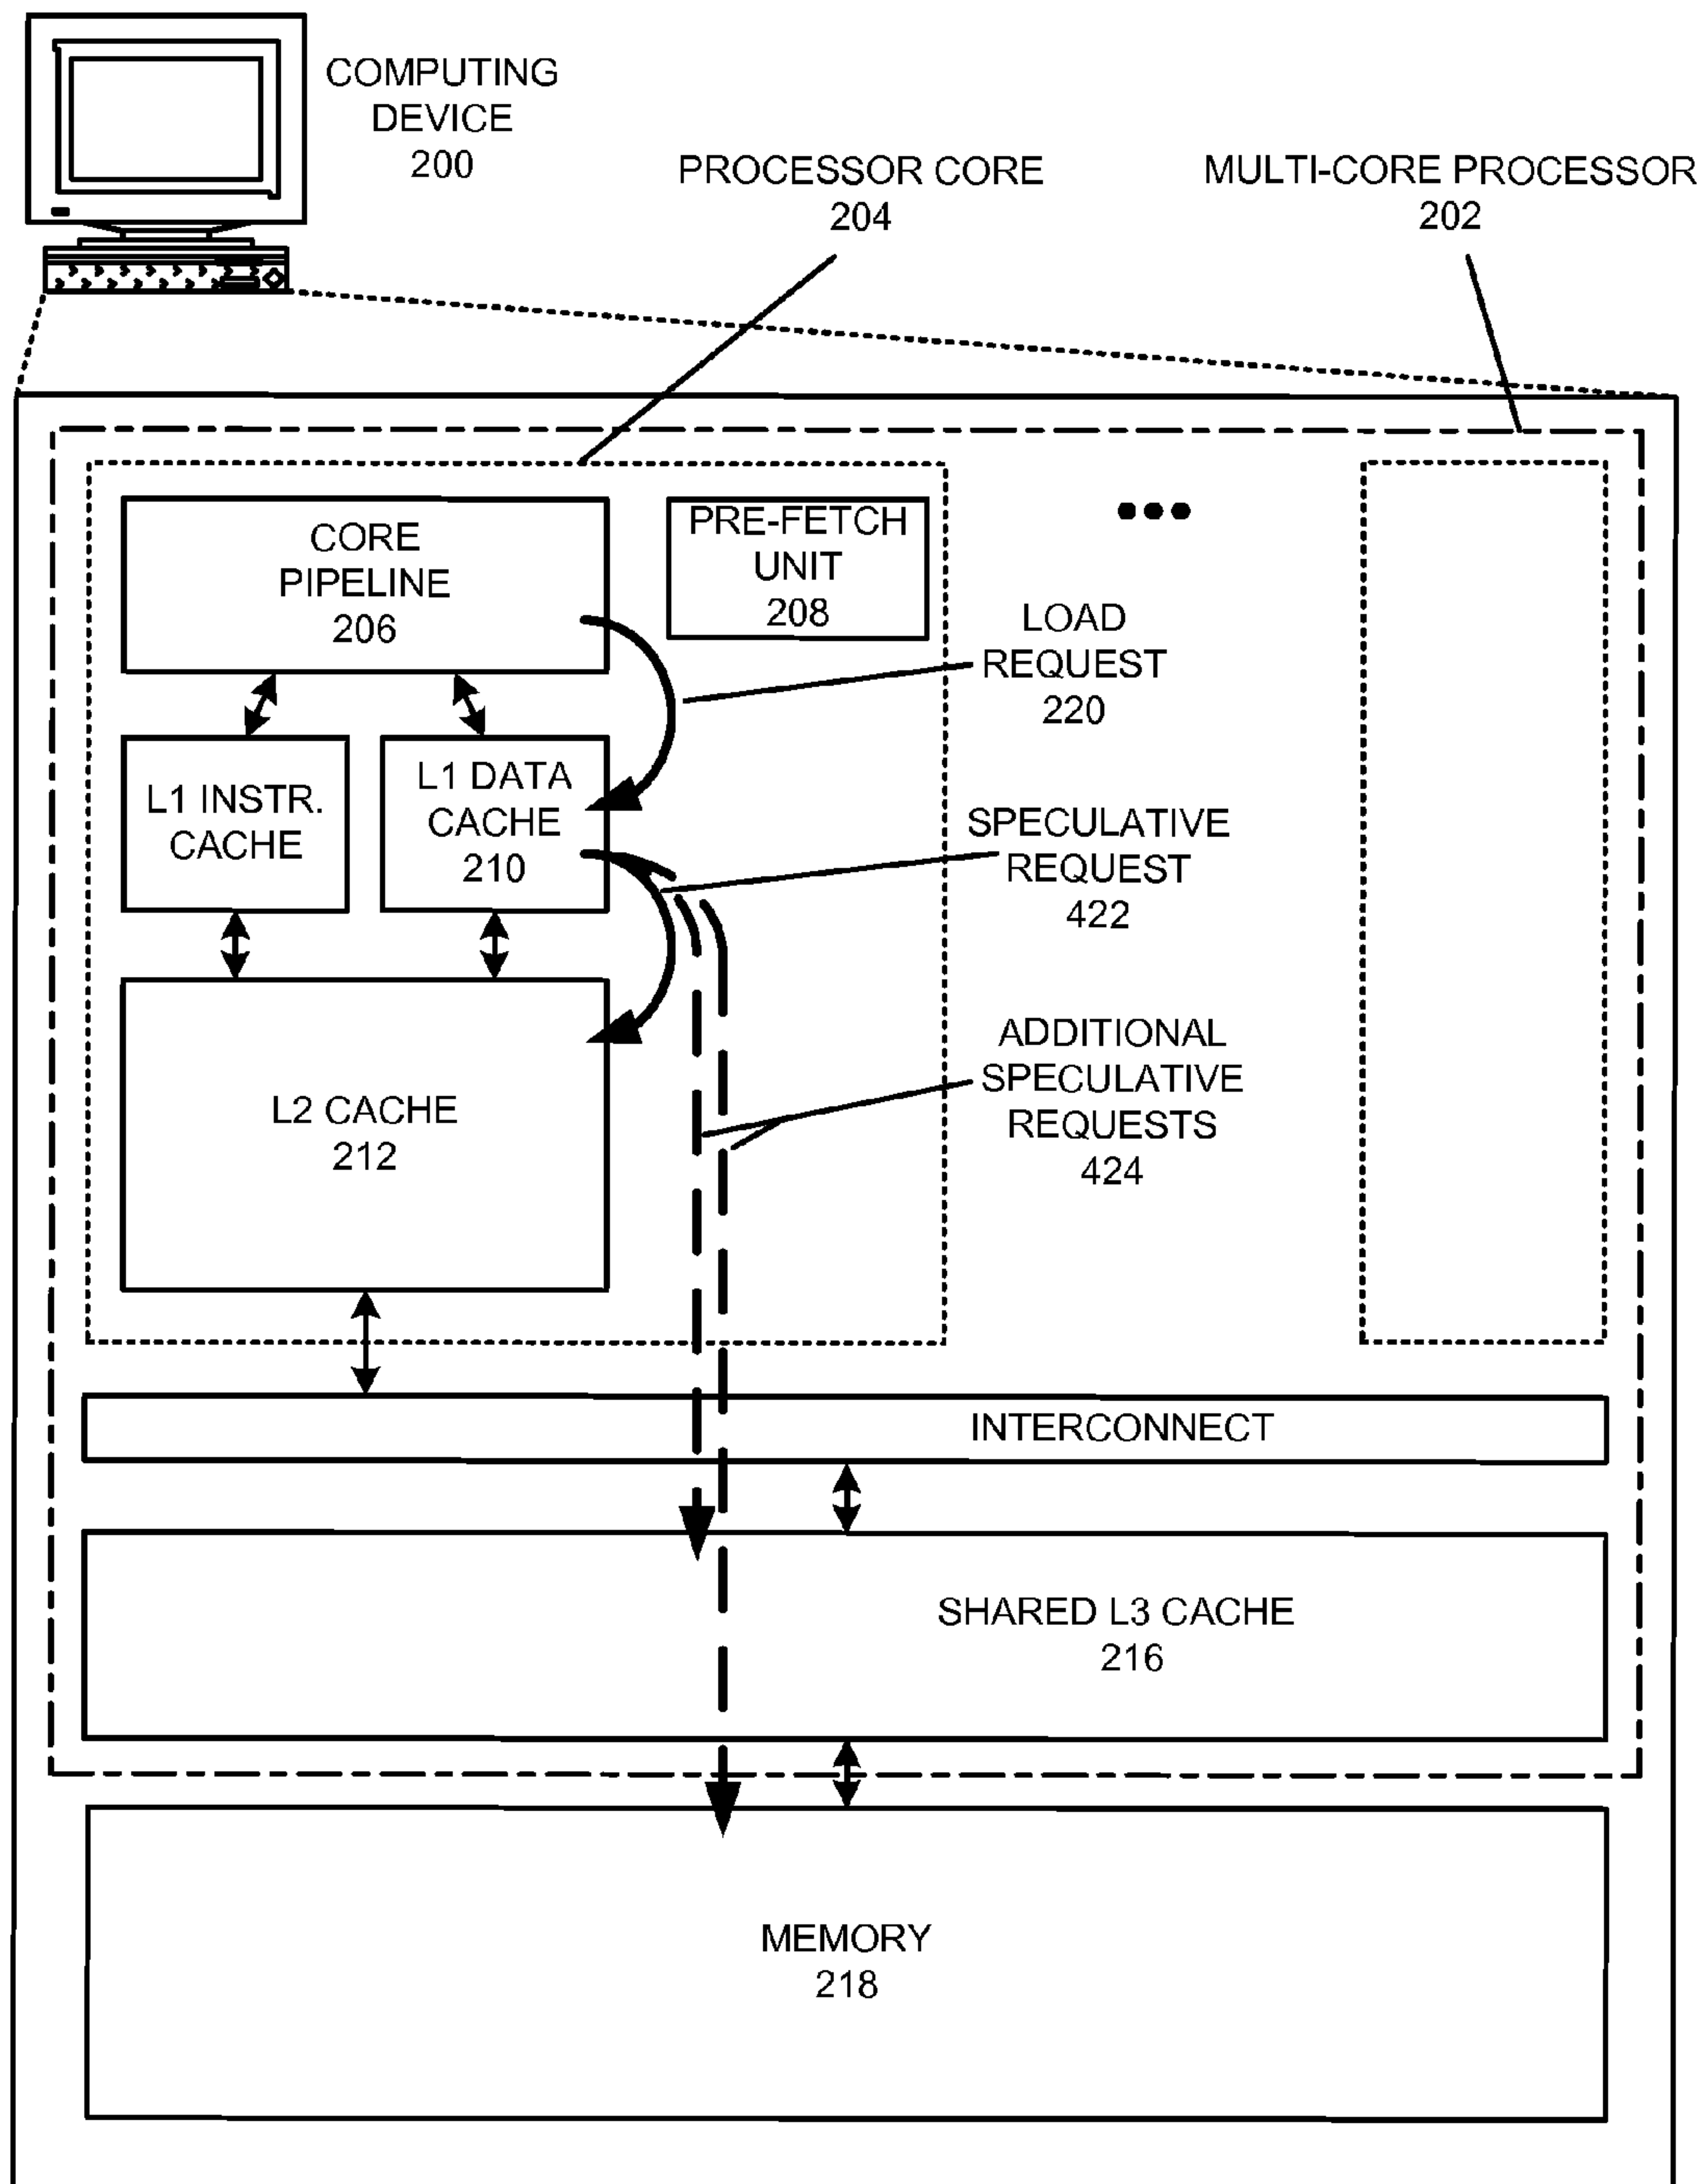 COMPUTING
DEVICE
200
PROCESSOR CORE
204
MULTI-CORE PROCESSOR
202
CORE
PIPELINE
206
PRE-FETCH
UNIT
208
LOAD
REQUEST
220
L1 INSTR.
CACHE
L1 DATA
CACHE
210
SPECULATIVE
REQUEST
422
L2 CACHE
212
ADDITIONAL
SPECULATIVE
REQUESTS
424
INTERCONNECT
SHARED L3 CACHE
216
MEMORY
218